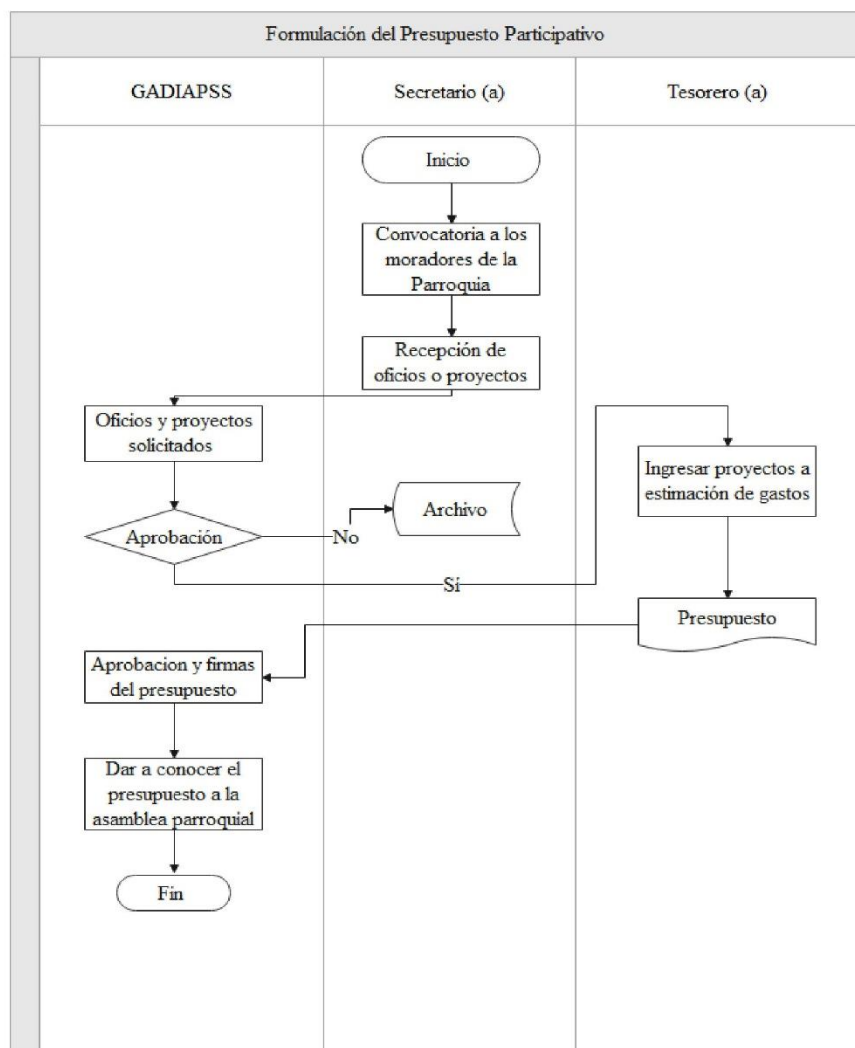 Formulación del Presupuesto Participativo
GADIAPSS
Secretario (a)
Tesorero (a)
Inicio
Convocatoria a los
moradores de la
Parroquia
Recepción de
oficios o proyectos
Oficios y proyectos
solicitados
Ingresar proyectos a
estimación de gastos
Archivo
Aprobación
No
Sí
Presupuesto
Aprobacion y firmas
del presupuesto
Dar a conocer el
presupuesto a la
asamblea parroquial
Fin